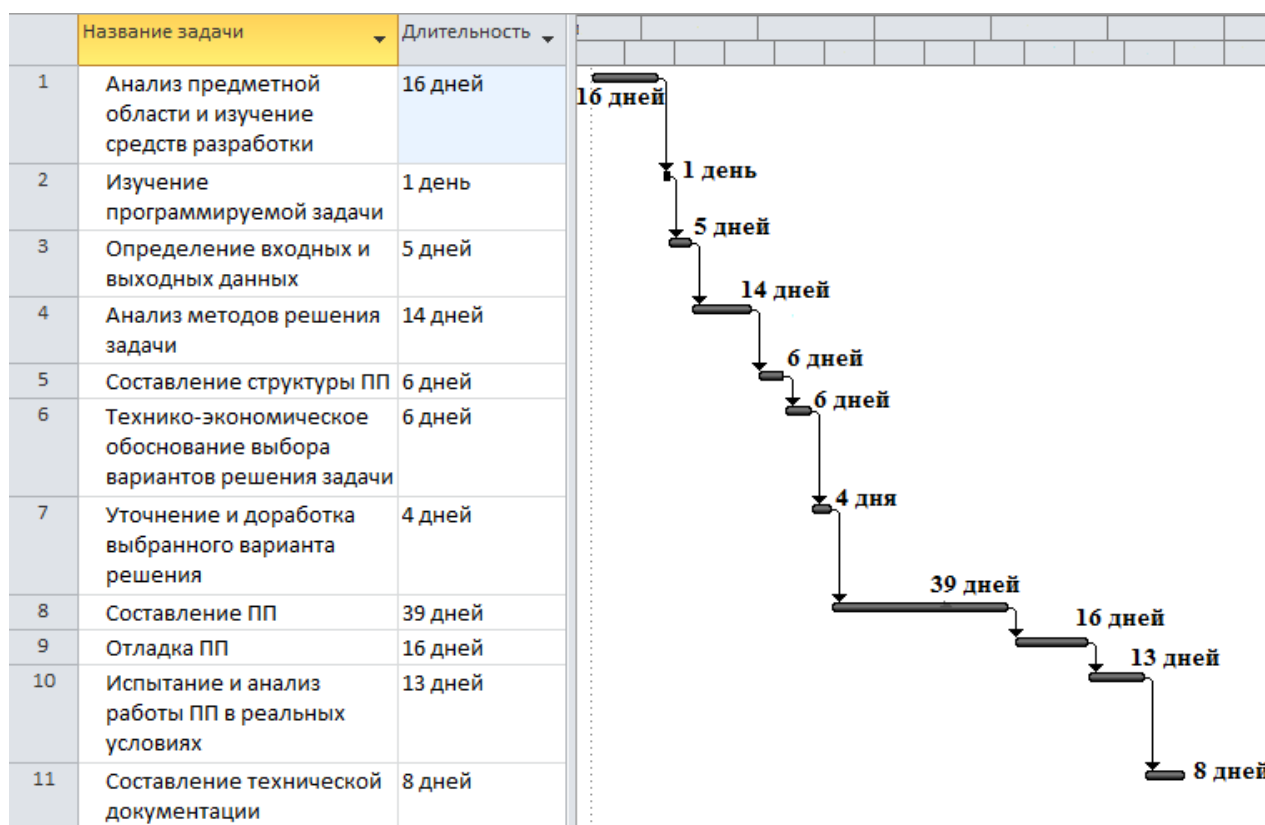 Название задачи
Длительность
1
Анализ предметной
области и изучение
средств разработки
16 дней
16 дней
2
Изучение
программируемой задачи
1 день
1 день
3
Определение входных и
выходных данных
5 дней
5 дней
4
Анализ методов решения
задачи
14 дней
14 дней
5
Составление структуры ПП
6 дней
6 дней
6
Технико-экономическое
обоснование выбора
вариантов решения задачи
6 дней
6 дней
7
Уточнение и доработка
выбранного варианта
решения
4 дней
4 дня
8
Составление ПП
39 дней
39 дней
9
Отладка ПП
16 дней
16 дней
10
Испытание и анализ
работы ПП в реальных
условиях
13 дней
13 дней
11
Составление технической
документации
8 дней
8 дней